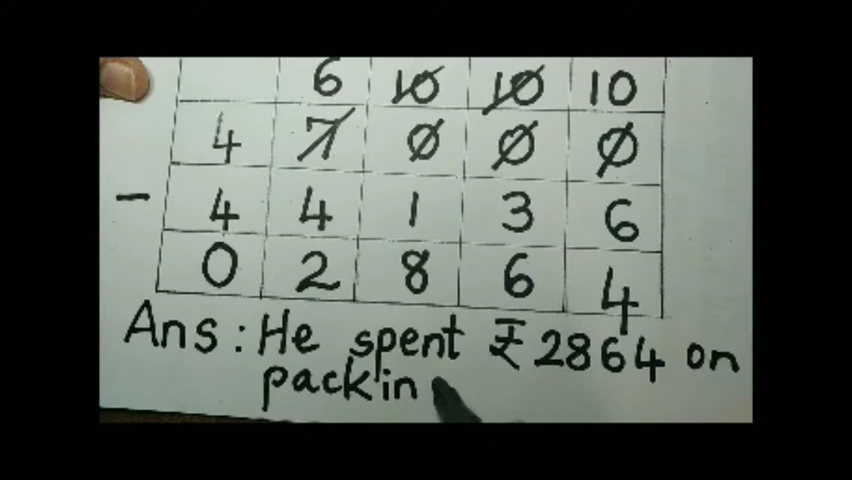 6 10 10 10
4 7 0 0 0
- 4 4 1 3 6
0 2 8 6 4
Ans : He spent ₹ 2864 on
packin